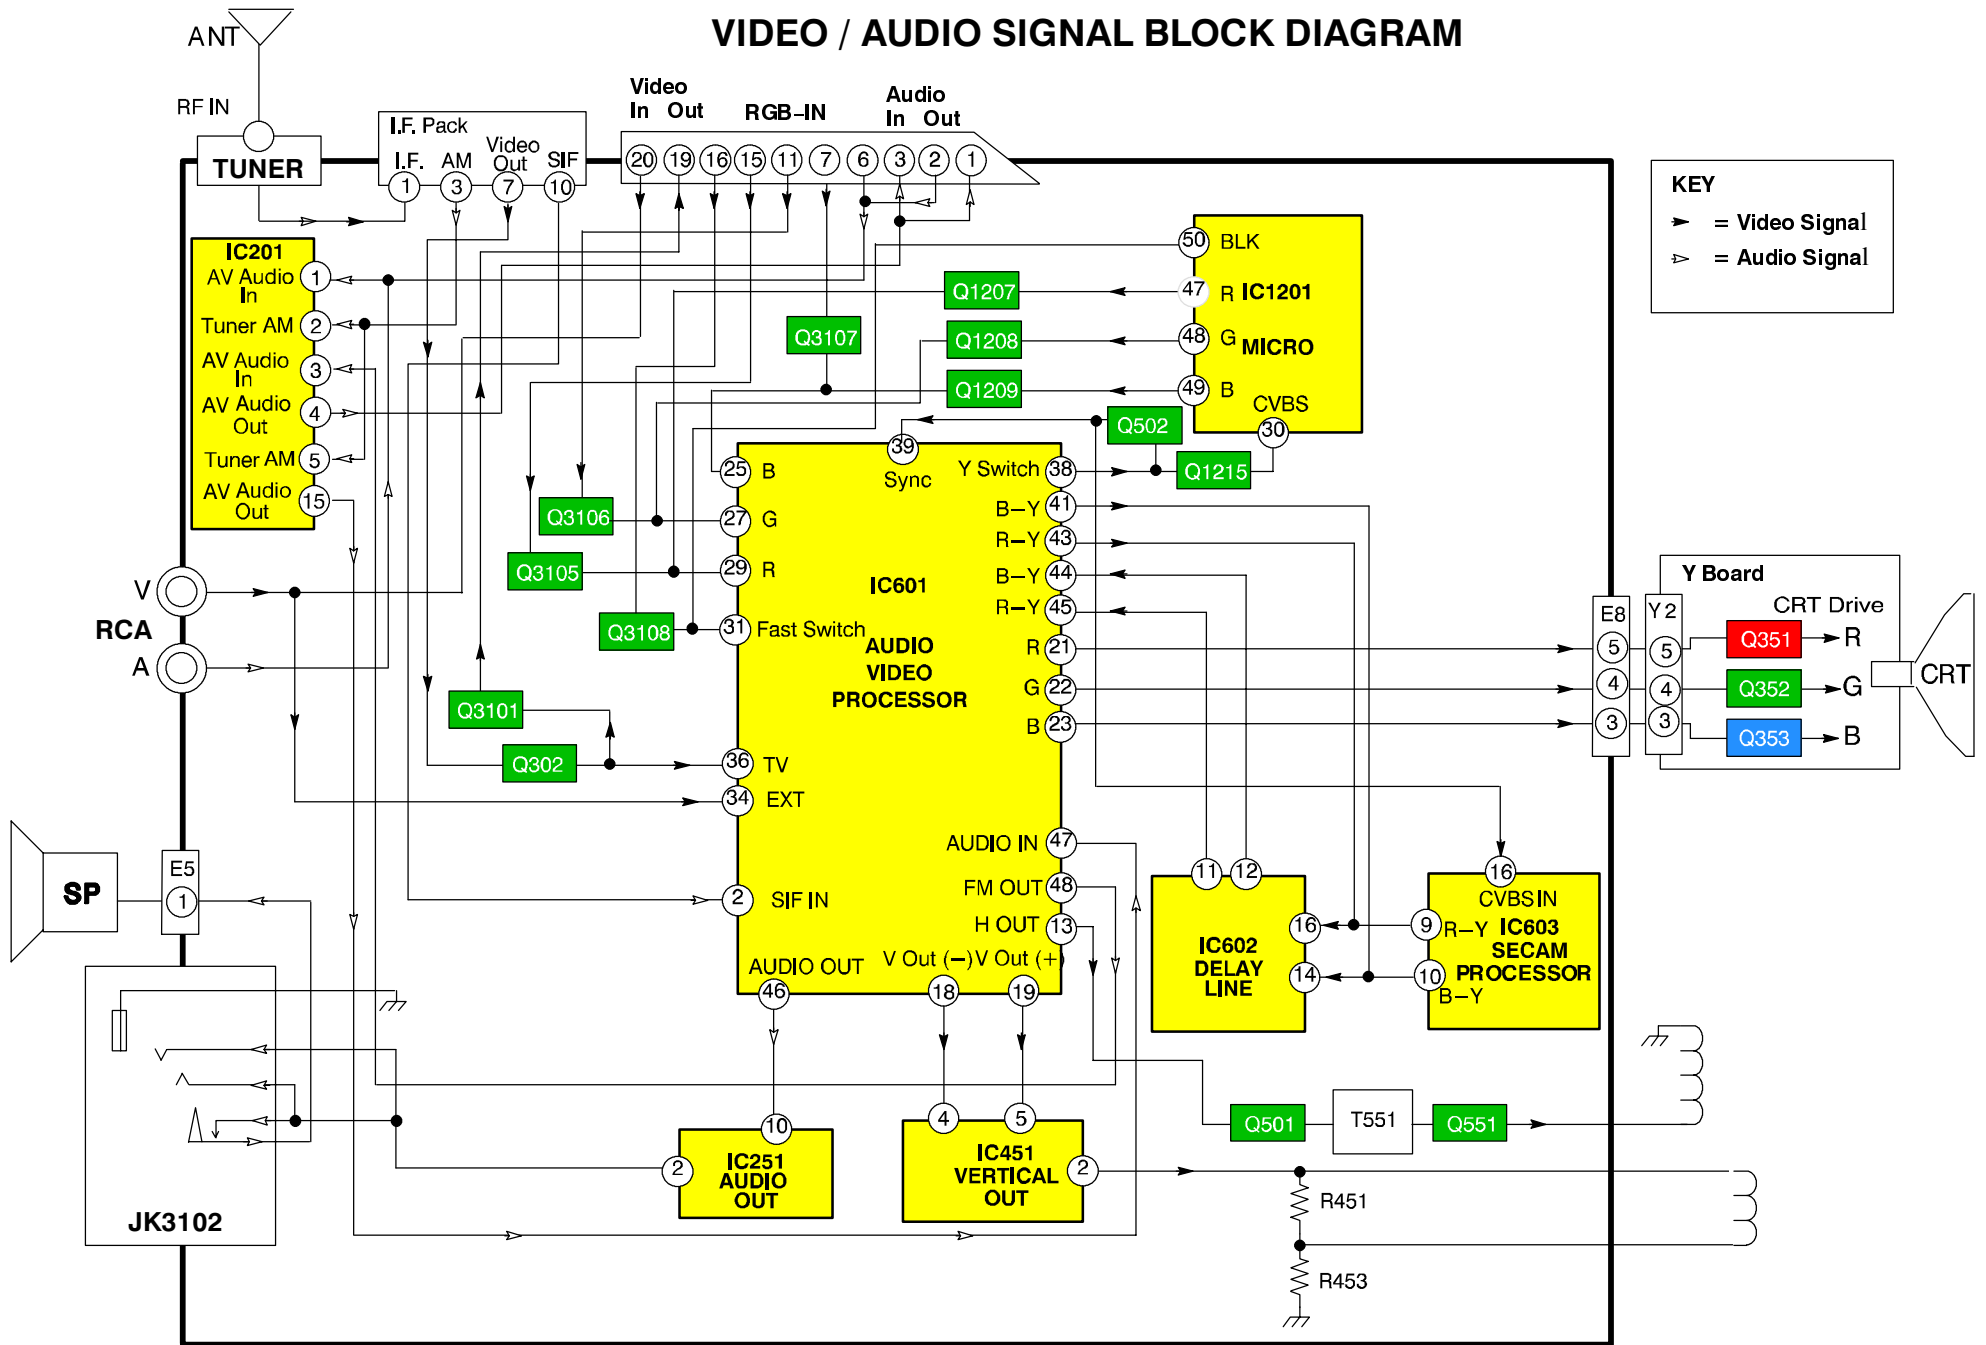 VIDEO / AUDIO SIGNAL BLOCK DIAGRAM
ANT
RF IN
TUNER
I.F. Pack
I.F.
AM
Video
Out
SIF
1
3
7
10
Video
In Out
RGB–IN
Audio
In Out
20
19
16
15
11
7
6
3
2
1
KEY
= Video Signal
= Audio Signal
IC201
AV Audio
In
1
Tuner AM
2
AV Audio
In
3
AV Audio
Out
4
Tuner AM
5
AV Audio
Out
15
50
BLK
47
R
IC1201
48
G
MICRO
49
B
CVBS
30
Q1207
Q1208
Q1209
Q3107
Q502
Q1215
Q3106
Q3105
Q3108
Q3101
Q302
39
Sync
25
B
27
G
29
R
31
Fast Switch
36
TV
34
EXT
2
SIF IN
IC601
AUDIO
VIDEO
PROCESSOR
Y Switch
38
B–Y
41
R–Y
43
B–Y
44
R–Y
45
R
21
G
22
B
23
AUDIO IN
47
FM OUT
48
H OUT
13
AUDIO OUT
46
V Out (–)
18
V Out (+)
19
V
RCA
A
SP
E5
1
JK3102
10
2
IC251
AUDIO
OUT
4
5
IC451
VERTICAL
OUT
2
11
12
16
14
IC602
DELAY
LINE
16
CVBS IN
9
R–Y
IC603
SECAM
PROCESSOR
10
B–Y
Q501
T551
Q551
R451
R453
E8
5
4
3
Y2
5
4
3
Y Board
CRT Drive
Q351
R
Q352
G
Q353
B
CRT